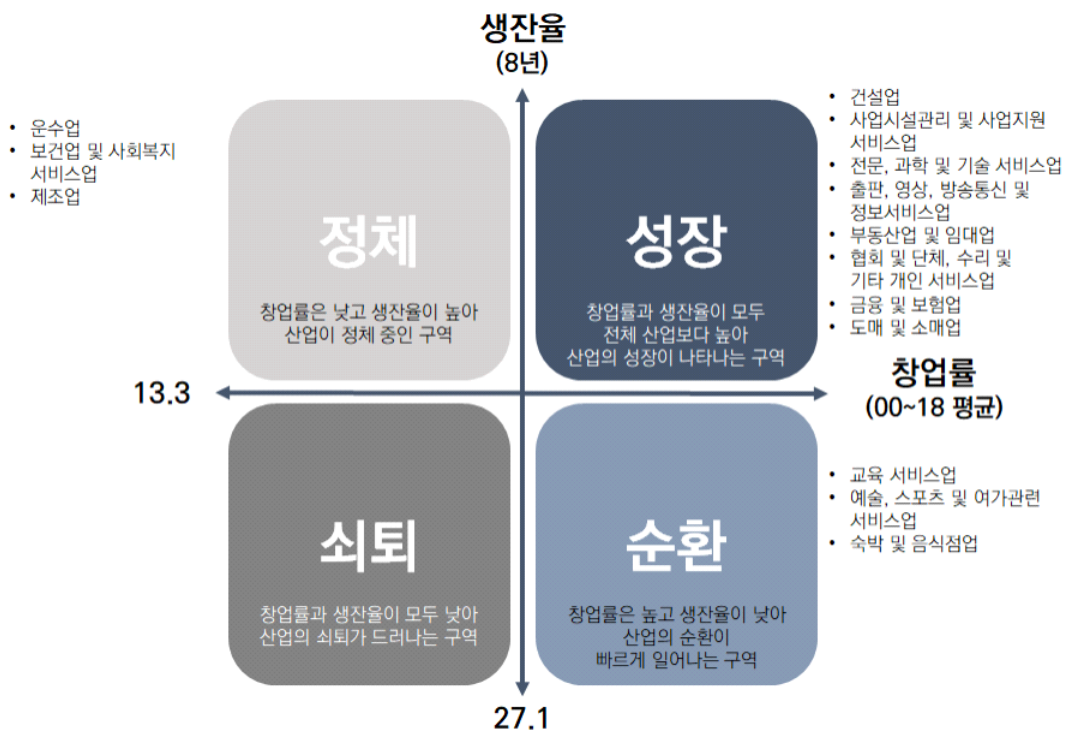 생잔율
(8년)
• 운수업
• 보건업 및 사회복지
서비스업
• 제조업
정체
창업률은 낮고 생잔율이 높아
산업이 정체 중인 구역
성장
창업률과 생잔율이 모두
전체 산업보다 높아
산업의 성장이 나타나는 구역
• 건설업
• 사업시설관리 및 사업지원
서비스업
• 전문, 과학 및 기술 서비스업
• 출판, 영상, 방송통신 및
정보서비스업
• 부동산업 및 임대업
• 협회 및 단체, 수리 및
기타 개인 서비스업
• 금융 및 보험업
• 도매 및 소매업
13.3
창업률
(00~18 평균)
쇠퇴
창업률과 생잔율이 모두 낮아
산업의 쇠퇴가 드러나는 구역
순환
창업률은 높고 생잔율이 낮아
산업의 순환이
빠르게 일어나는 구역
• 교육 서비스업
• 예술, 스포츠 및 여가관련
서비스업
• 숙박 및 음식점업
27.1